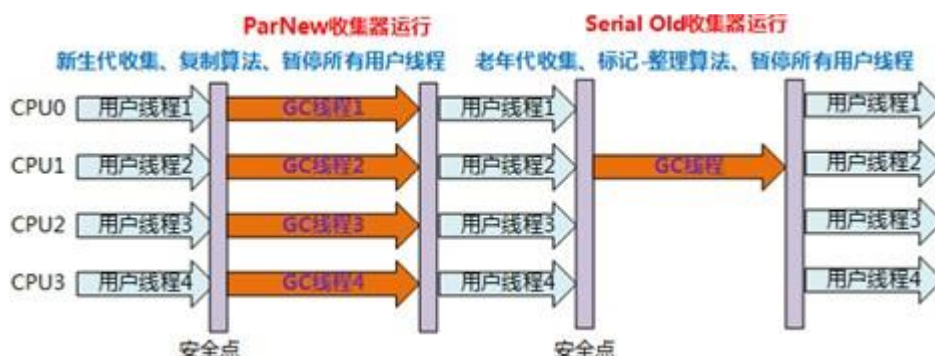 ParNew收集器运行 Serial Old收集器运行
新生代收集、复制算法、暂停所有用户线程 老年代收集、标记-整理算法、暂停所有用户线程
CPU0 用户线程1 GC线程1 用户线程1 用户线程1
CPU1 用户线程2 GC线程2 用户线程2 GC线程 用户线程2
CPU2 用户线程3 GC线程3 用户线程3 用户线程3
CPU3 用户线程4 GC线程4 用户线程4 用户线程4
安全点 安全点